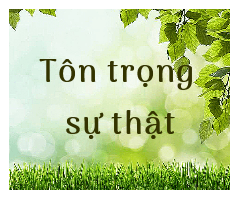 Tôn trọng
sự thật